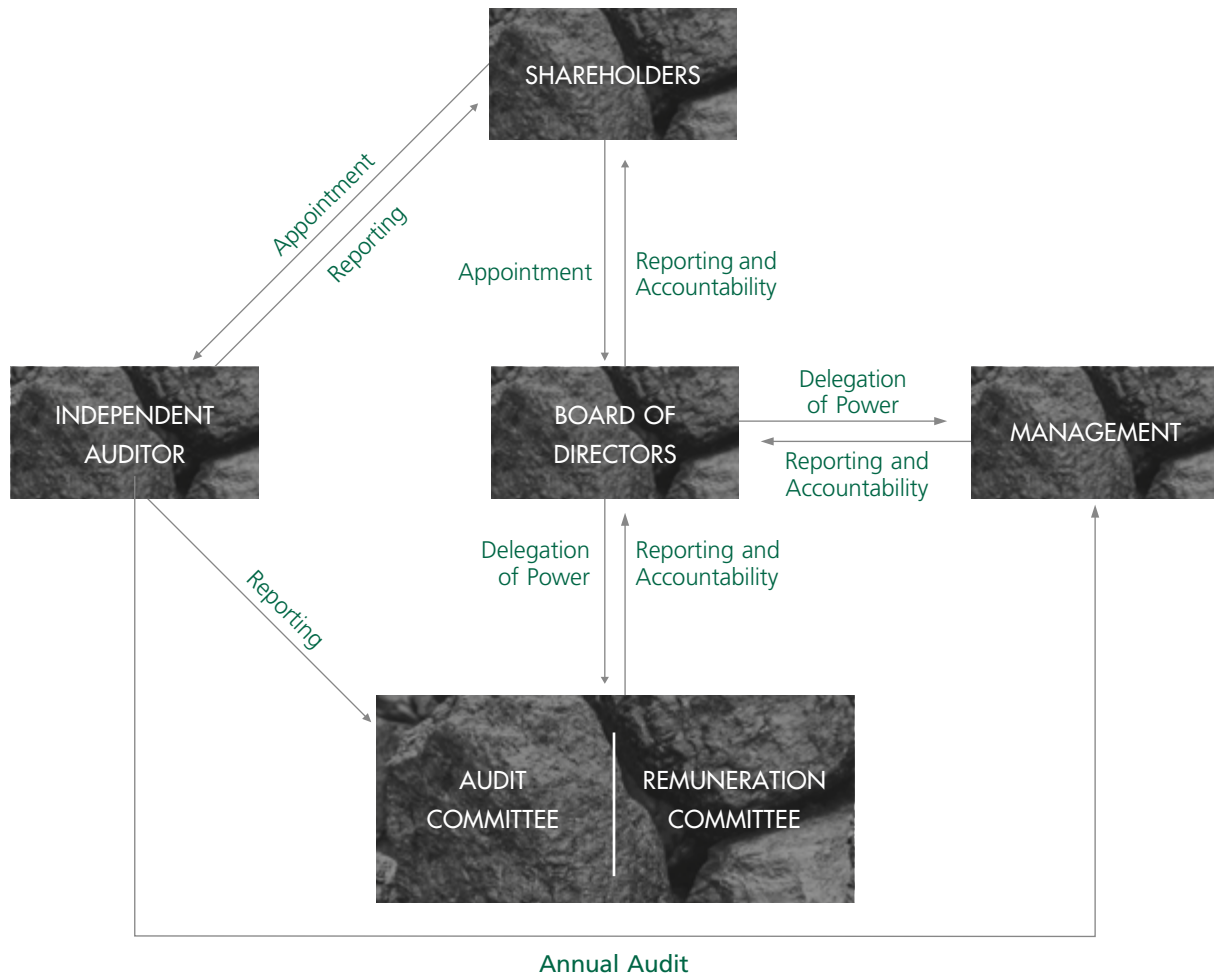 SHAREHOLDERS
Appointment
Reporting
Appointment
Reporting and
Accountability
INDEPENDENT
AUDITOR
BOARD OF
DIRECTORS
Delegation
of Power
Reporting and
Accountability
MANAGEMENT
Delegation
of Power
Reporting and
Accountability
Reporting
AUDIT
COMMITTEE
REMUNERATION
COMMITTEE
Annual Audit